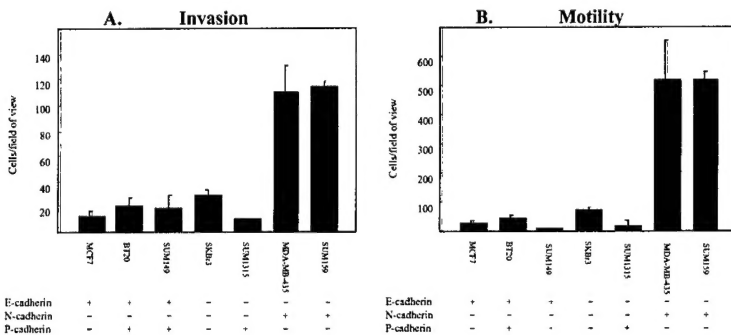 A. Invasion
B. Motility
Cells/field of view
140
120
100
80
60
40
20
MCF7
BT20
SUM149
SKBr3
SUM1315
MDA-MB-435
SUM159
E-cadherin + + + – – – –
N-cadherin – – – – – + +
P-cadherin – + + – + – –
Cells/field of view
600
500
400
300
200
100
MCF7
BT20
SUM149
SKBr3
SUM1315
MDA-MB-435
SUM159
E-cadherin + + + – – – –
N-cadherin – – – – – + +
P-cadherin – + + – + – –